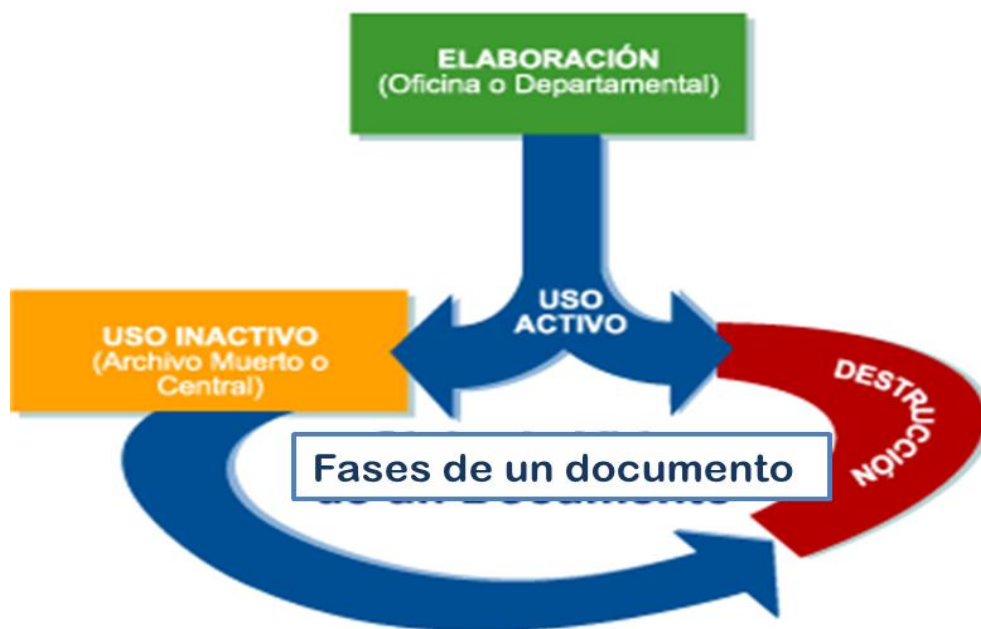 ELABORACIÓN
(Oficina o Departamental)
USO
ACTIVO
USO INACTIVO
(Archivo Muerto o
Central)
DESTRUCCIÓN
Fases de un documento